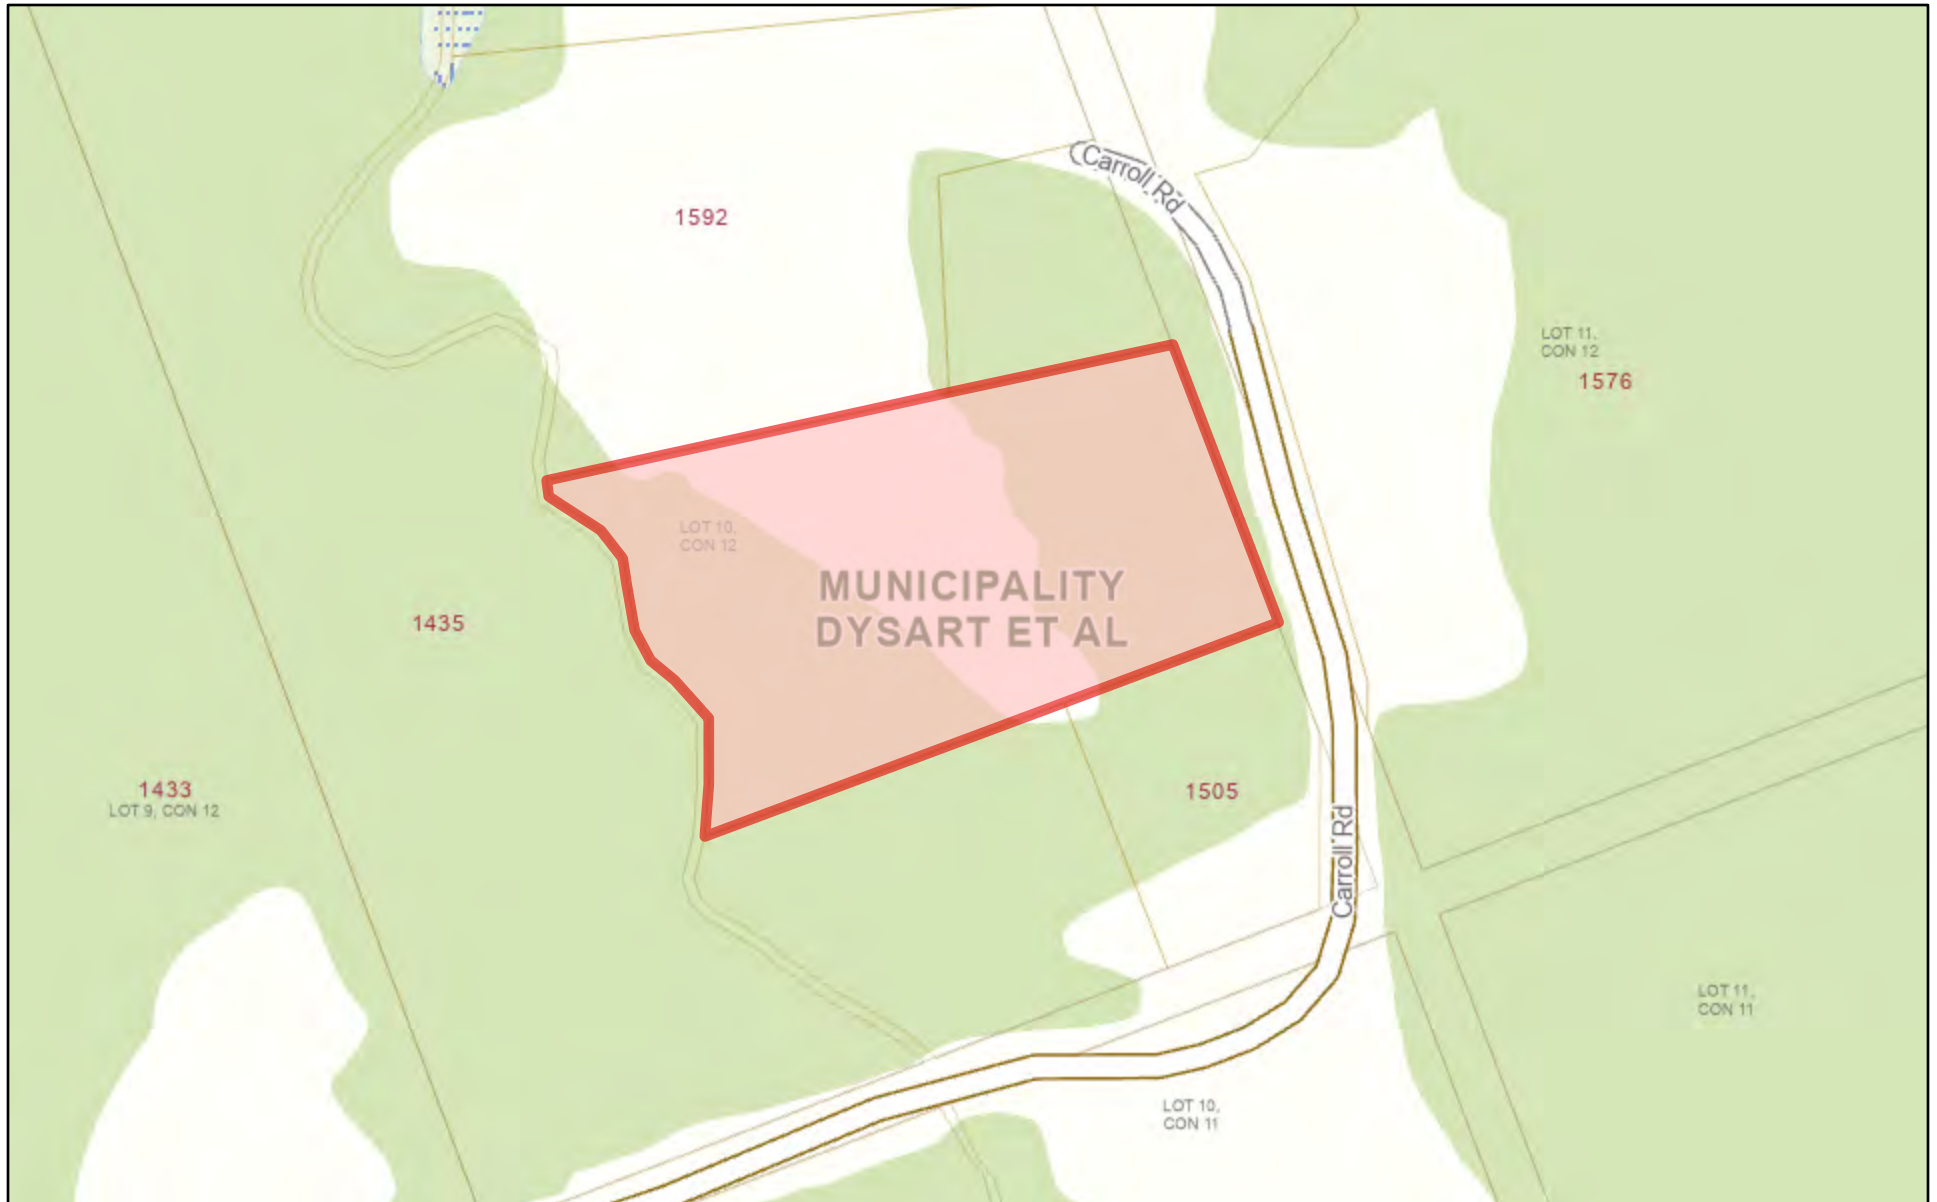 Carroll Rd
1592
LOT 11,
CON 12
1576
LOT 10,
CON 12
MUNICIPALITY
DYSART ET AL
1435
1433
LOT 9, CON 12
1505
Carroll Rd
LOT 11,
CON 11
LOT 10,
CON 11